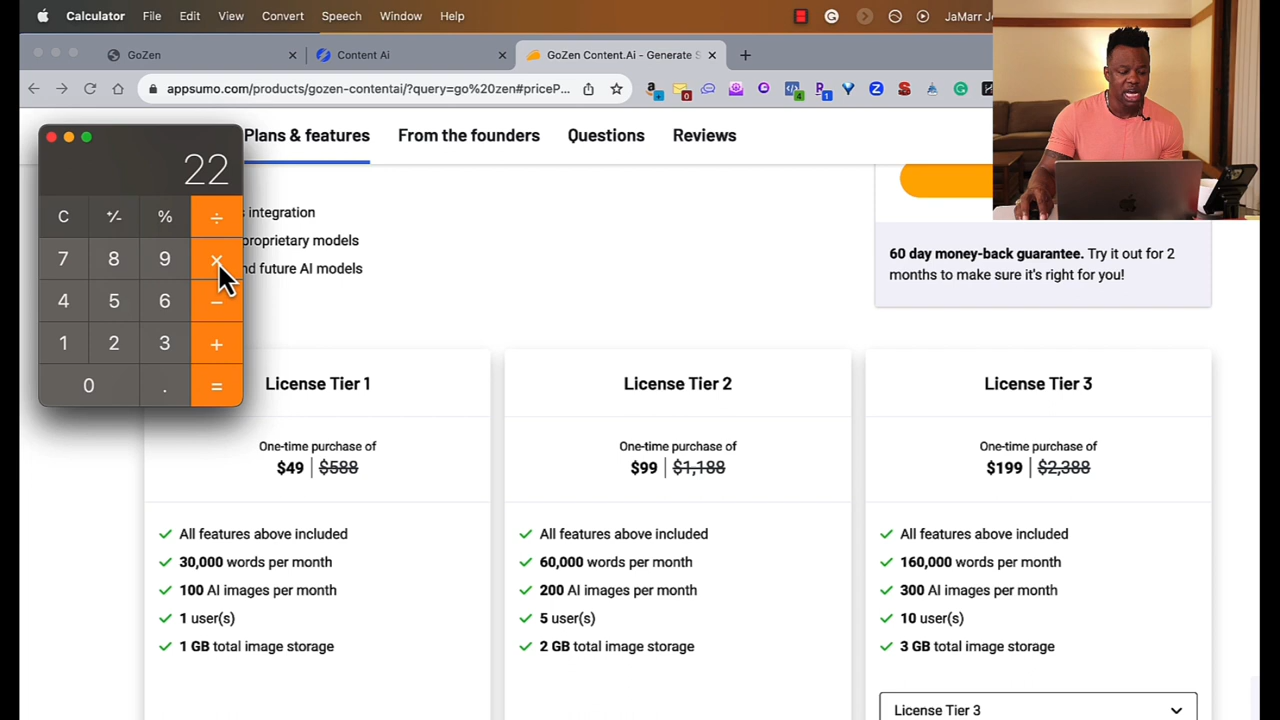 Calculator File Edit View Convert Speech Window Help JaMarr J
GoZen Content Ai GoZen Content.Ai - Generate S
appsumo.com/products/gozen-contentai/?query=go%20zen#priceP...
Plans & features From the founders Questions Reviews
22
C +/- % ÷
7 8 9 ×
4 5 6 −
1 2 3 +
0 . =
integration
proprietary models
nd future AI models
60 day money-back guarantee. Try it out for 2
months to make sure it's right for you!
License Tier 1
One-time purchase of
$49 | $588
All features above included
30,000 words per month
100 AI images per month
1 user(s)
1 GB total image storage
License Tier 2
One-time purchase of
$99 | $1,188
All features above included
60,000 words per month
200 AI images per month
5 user(s)
2 GB total image storage
License Tier 3
One-time purchase of
$199 | $2,388
All features above included
160,000 words per month
300 AI images per month
10 user(s)
3 GB total image storage
License Tier 3